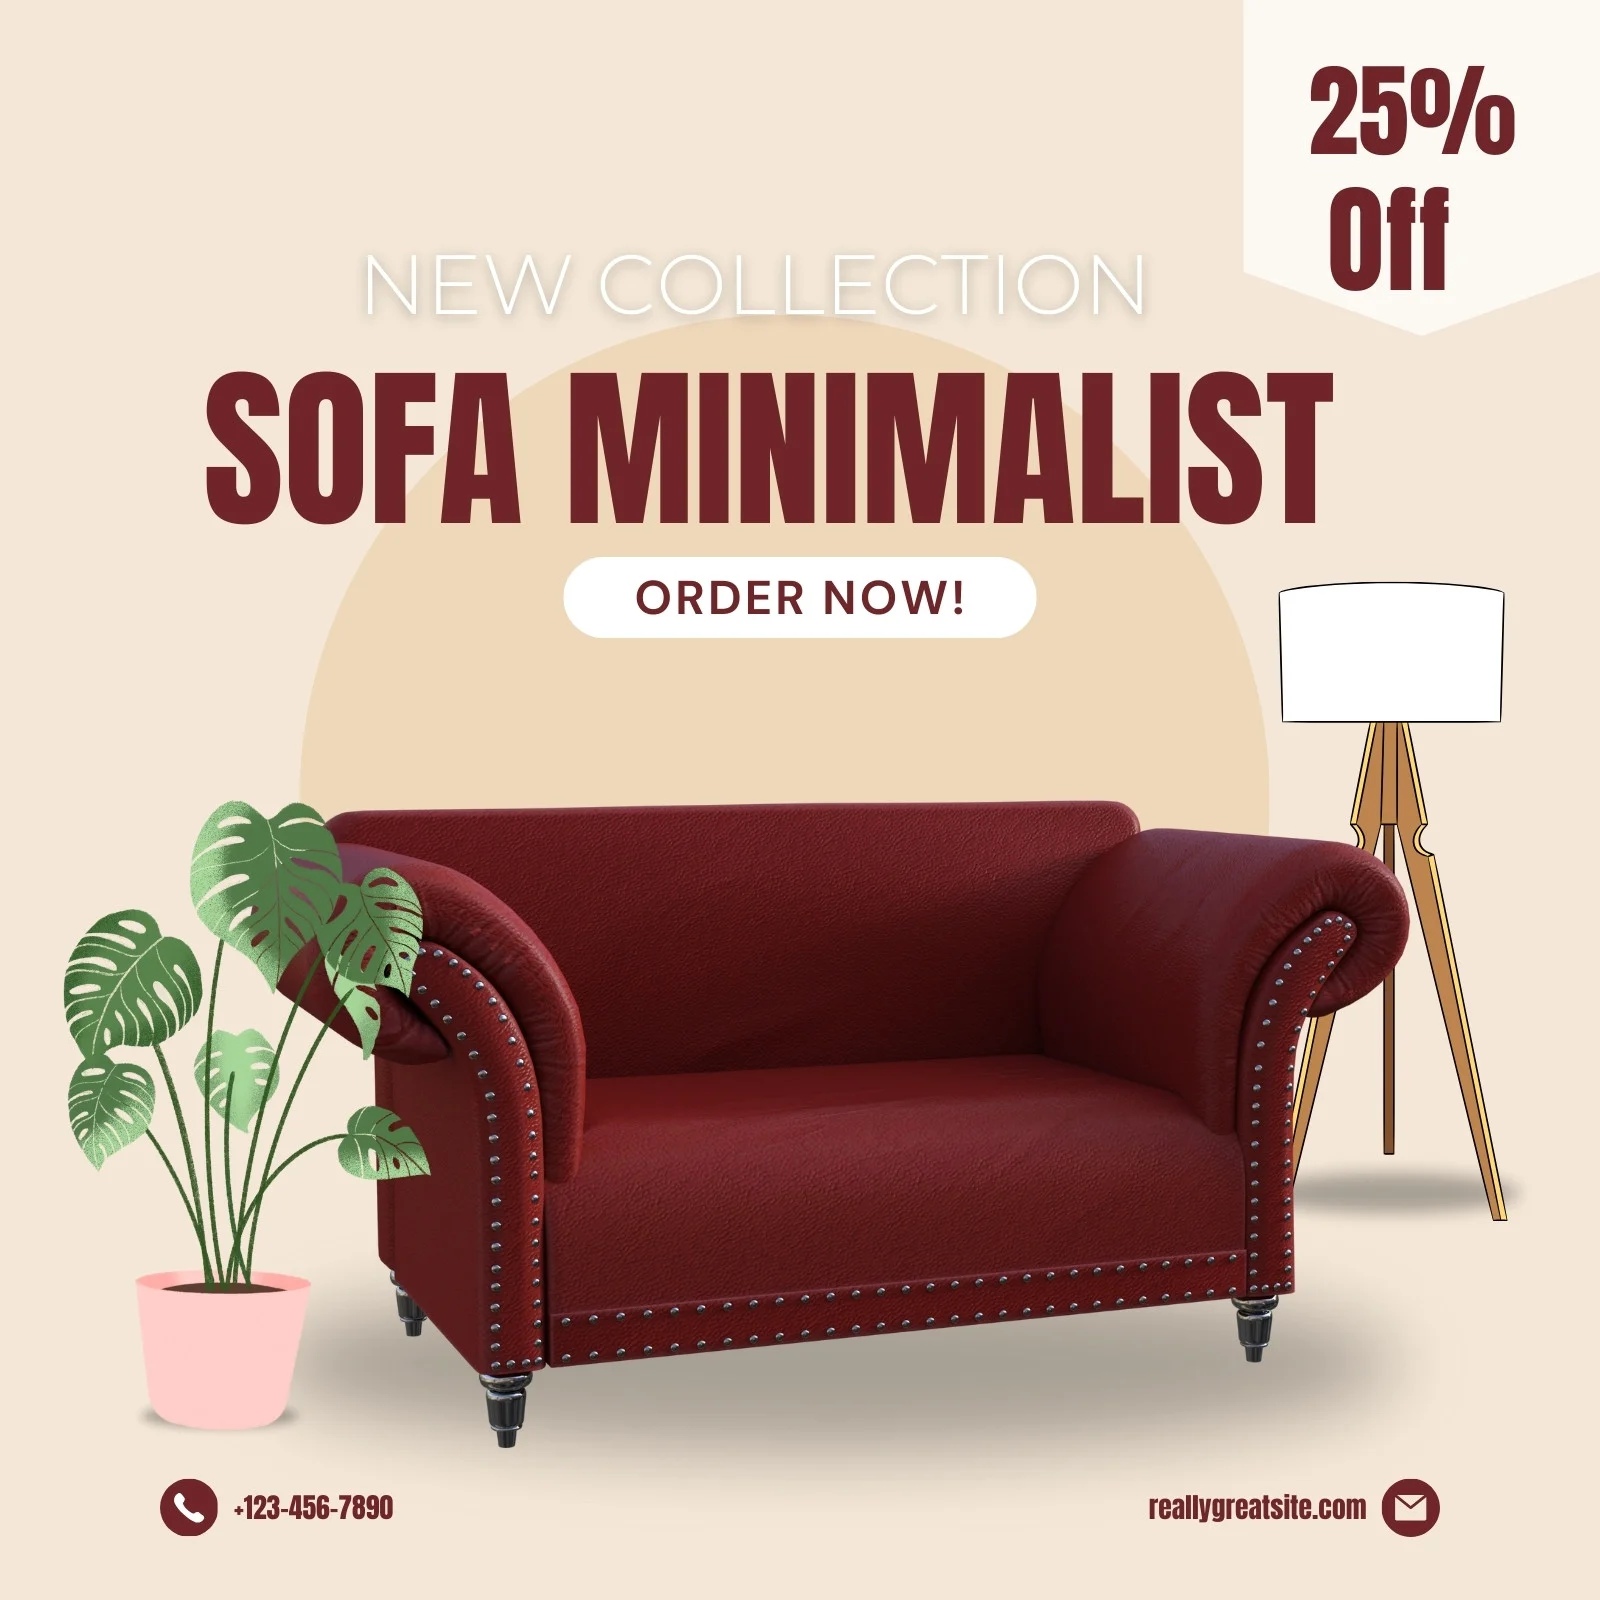 25%
Off
NEW COLLECTION
SOFA MINIMALIST
ORDER NOW!
+123-456-7890
reallygreatsite.com